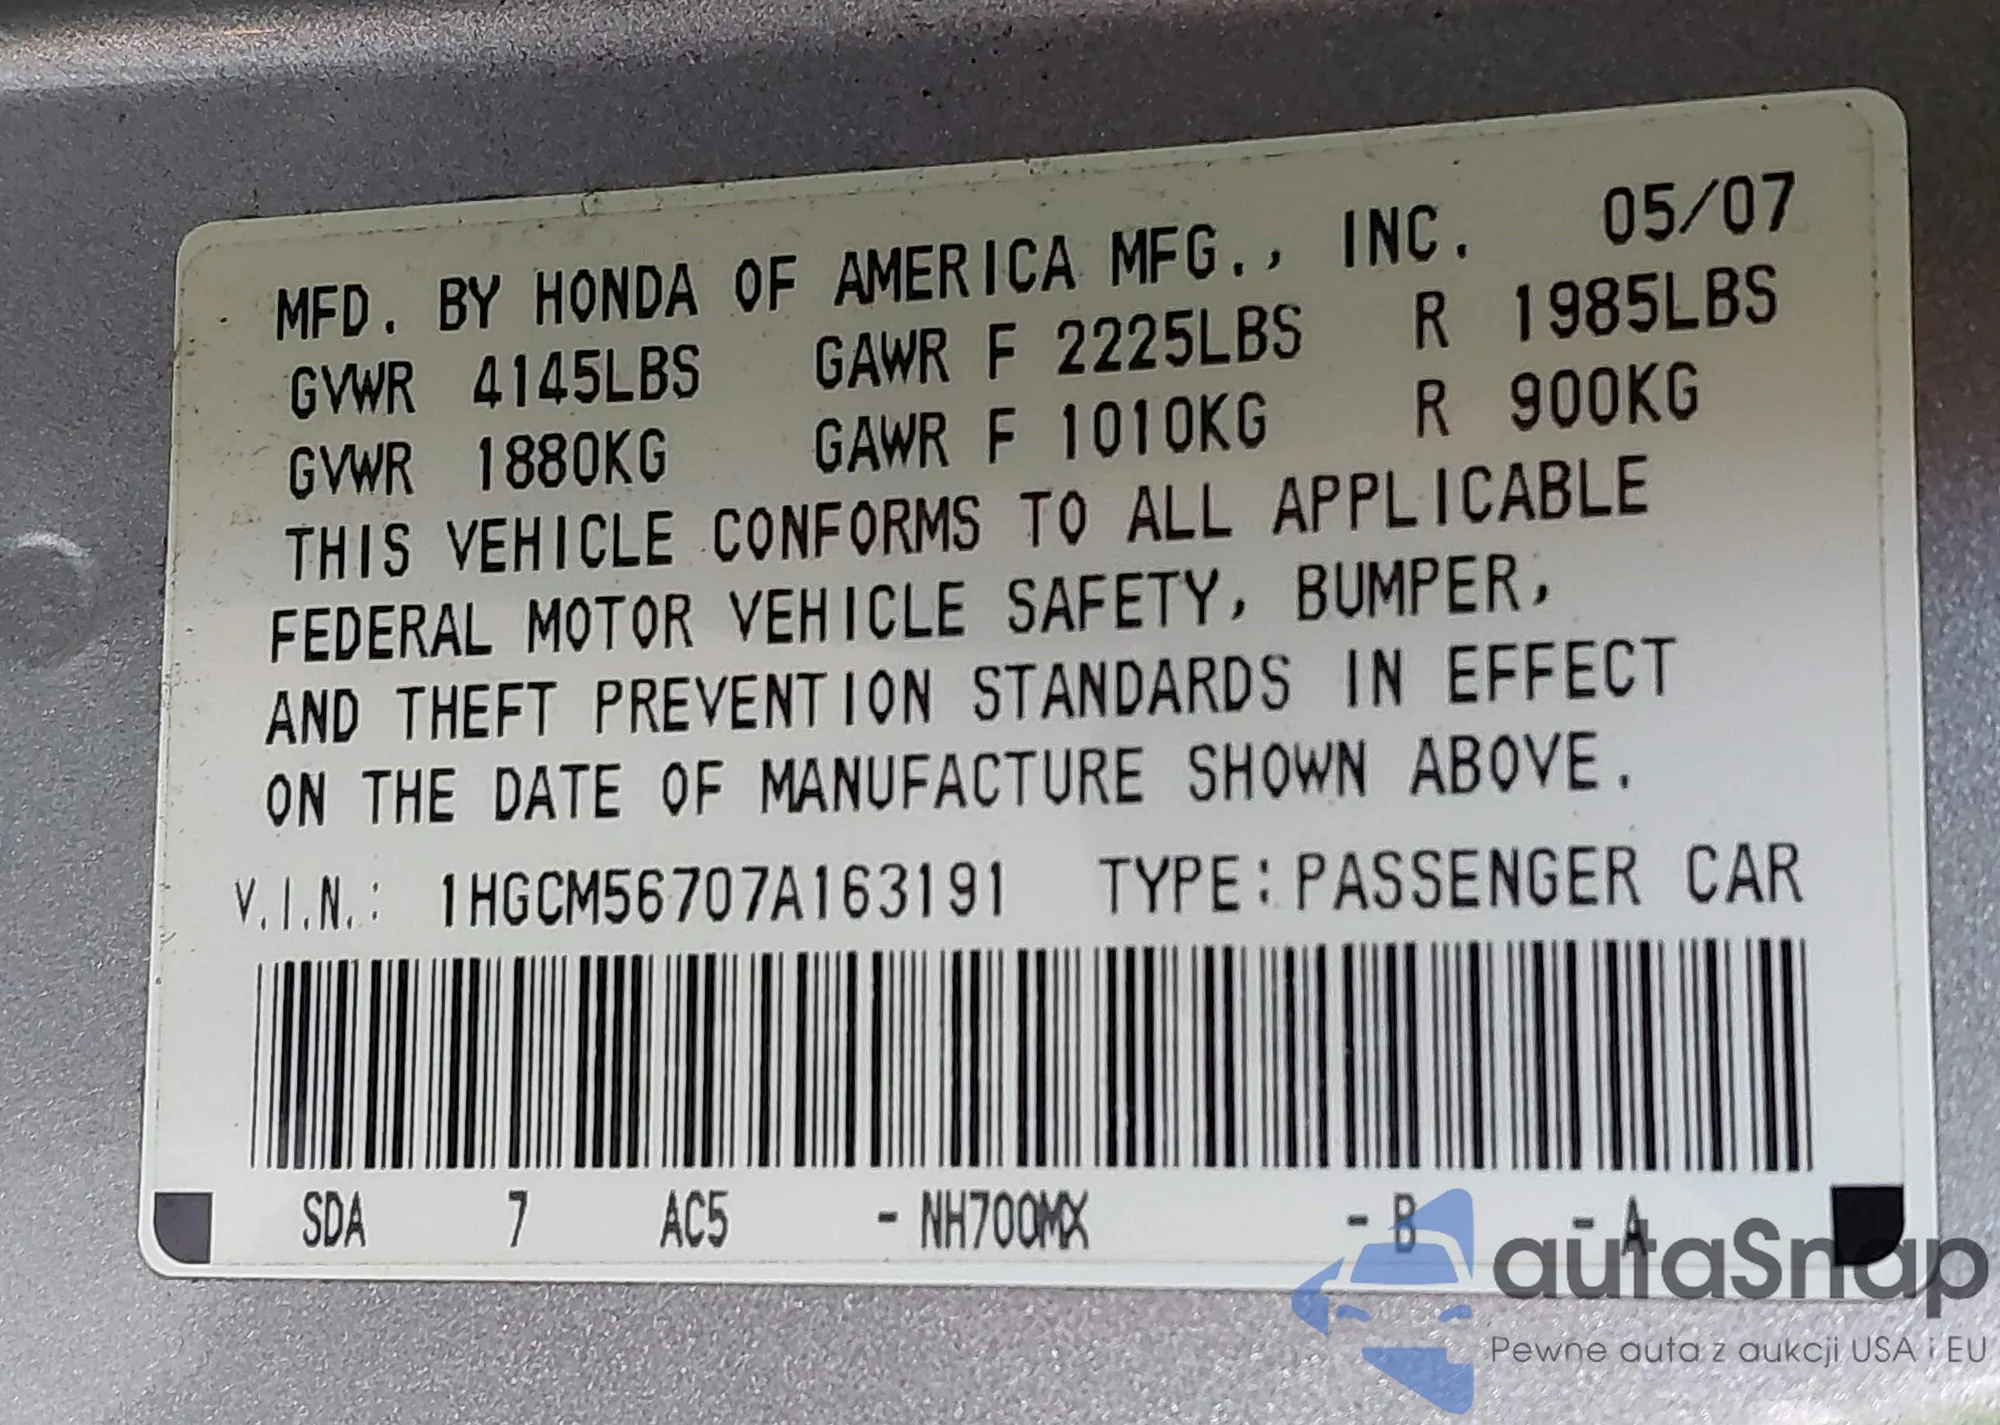 MFD. BY HONDA OF AMERICA MFG., INC. 05/07
GVWR 4145LBS GAWR F 2225LBS R 1985LBS
GVWR 1880KG GAWR F 1010KG R 900KG
THIS VEHICLE CONFORMS TO ALL APPLICABLE
FEDERAL MOTOR VEHICLE SAFETY, BUMPER,
AND THEFT PREVENTION STANDARDS IN EFFECT
ON THE DATE OF MANUFACTURE SHOWN ABOVE.
V.I.N.: 1HGCM56707A163191 TYPE: PASSENGER CAR
SDA 7 AC5 - NH700MX - B - A
autaSnap
Pewne auta z aukcji USA i EU